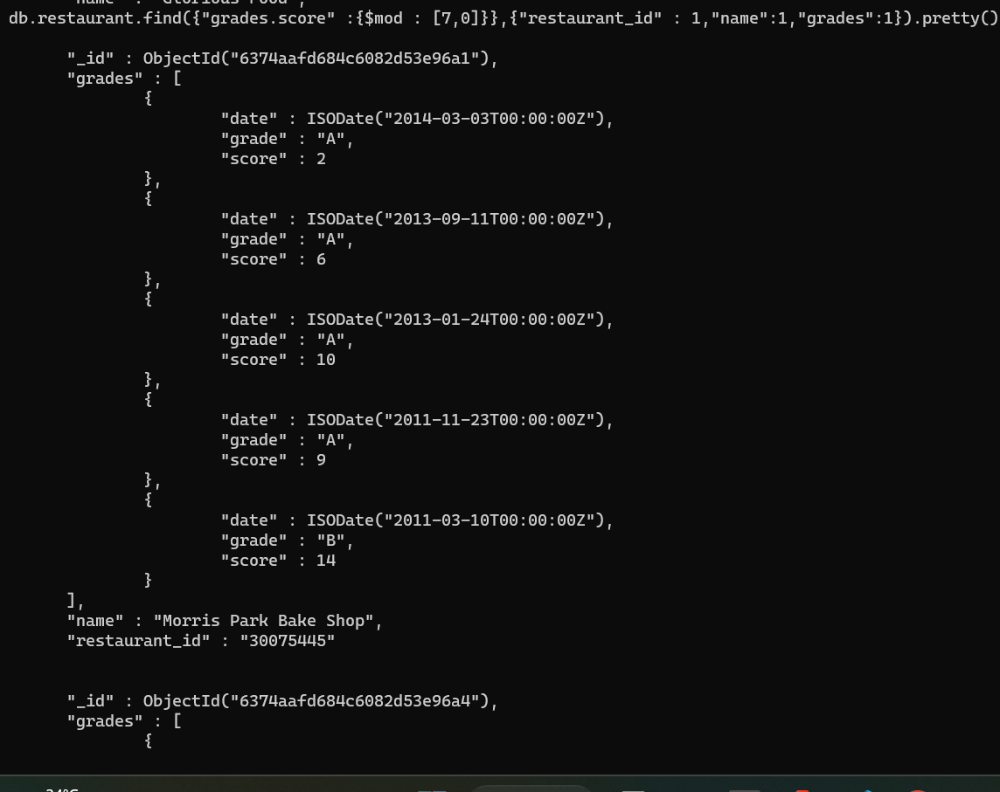 "name" : "Glorious Food",
db.restaurant.find({"grades.score" :{$mod : [7,0]}},{"restaurant_id" : 1,"name":1,"grades":1}).pretty()
"_id" : ObjectId("6374aafd684c6082d53e96a1"),
"grades" : [
{
"date" : ISODate("2014-03-03T00:00:00Z"),
"grade" : "A",
"score" : 2
},
{
"date" : ISODate("2013-09-11T00:00:00Z"),
"grade" : "A",
"score" : 6
},
{
"date" : ISODate("2013-01-24T00:00:00Z"),
"grade" : "A",
"score" : 10
},
{
"date" : ISODate("2011-11-23T00:00:00Z"),
"grade" : "A",
"score" : 9
},
{
"date" : ISODate("2011-03-10T00:00:00Z"),
"grade" : "B",
"score" : 14
}
],
"name" : "Morris Park Bake Shop",
"restaurant_id" : "30075445"
"_id" : ObjectId("6374aafd684c6082d53e96a4"),
"grades" : [
{